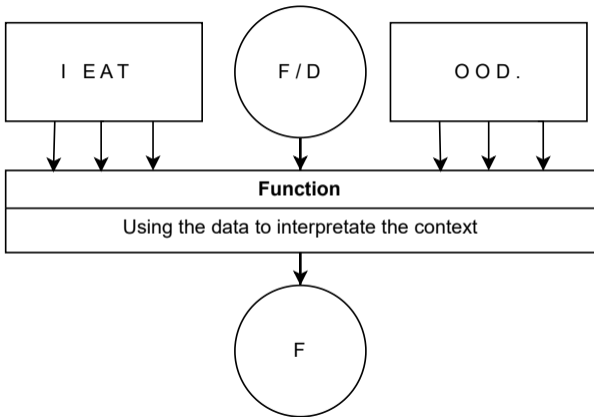 I EAT
F / D
O O D .
Function
Using the data to interpretate the context
F